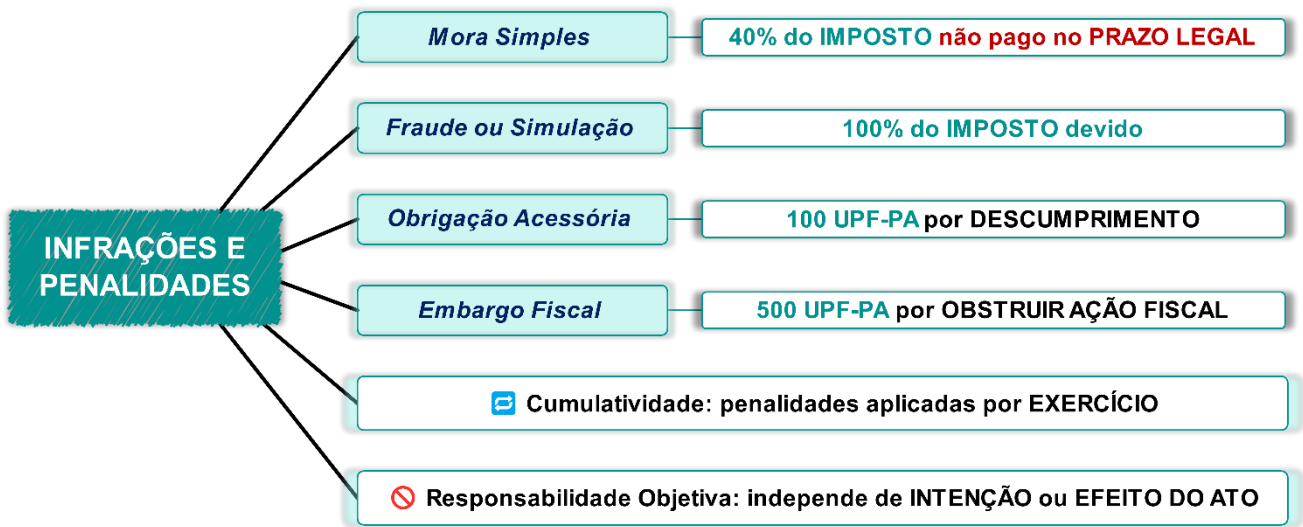 INFRAÇÕES E
PENALIDADES
Mora Simples
40% do IMPOSTO não pago no PRAZO LEGAL
Fraude ou Simulação
100% do IMPOSTO devido
Obrigação Acessória
100 UPF-PA por DESCUMPRIMENTO
Embargo Fiscal
500 UPF-PA por OBSTRUIR AÇÃO FISCAL
🔁 Cumulatividade: penalidades aplicadas por EXERCÍCIO
🚫 Responsabilidade Objetiva: independe de INTENÇÃO ou EFEITO DO ATO